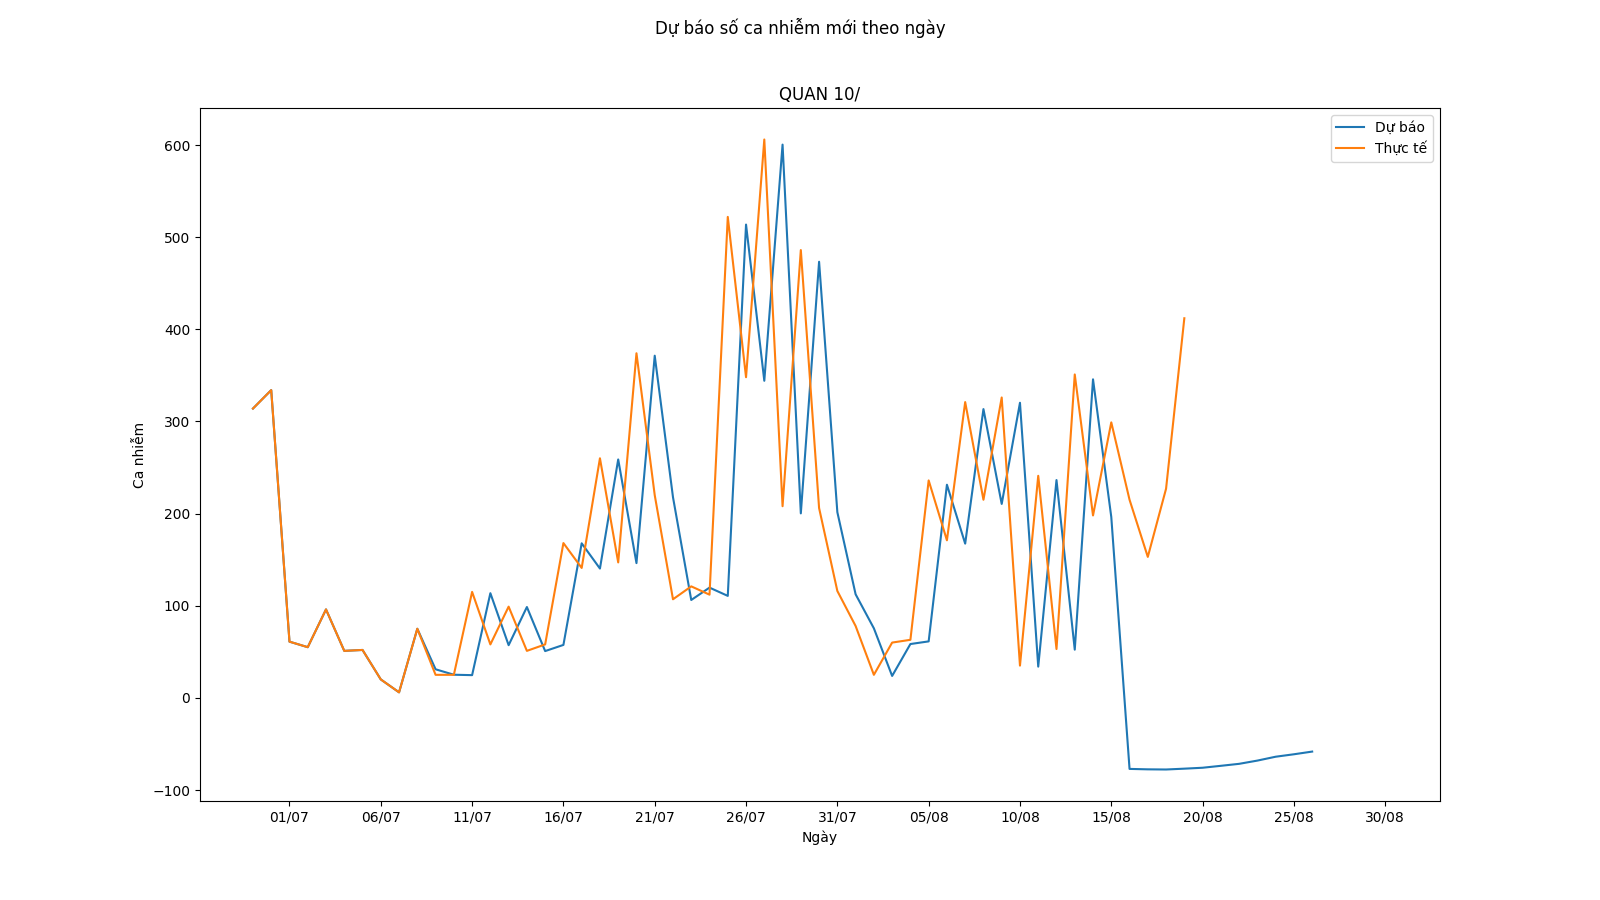 Dự báo số ca nhiễm mới theo ngày
QUAN 10/
Dự báo
Thực tế
Ca nhiễm
600
500
400
300
200
100
0
−100
01/07 06/07 11/07 16/07 21/07 26/07 31/07 05/08 10/08 15/08 20/08 25/08 30/08
Ngày